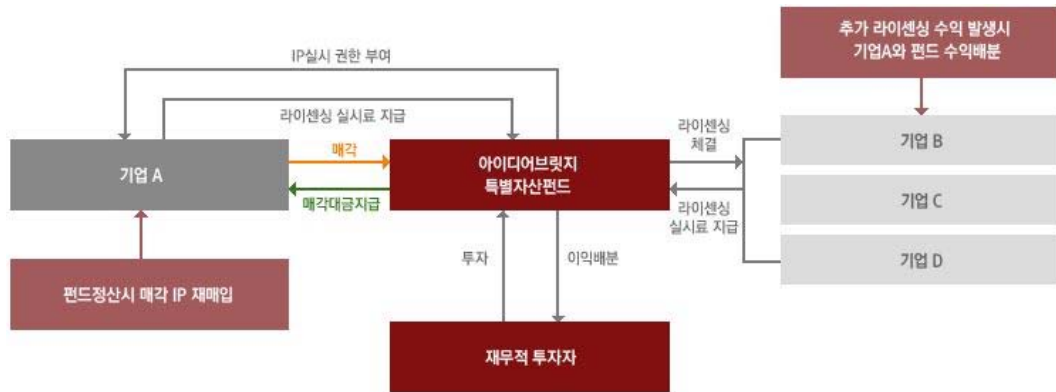 추가 라이센싱 수익 발생시
기업A와 펀드 수익배분
IP실시 권한 부여
라이센싱 실시료 지급
기업 A
매각
매각대금지급
아이디어브릿지
특별자산펀드
라이센싱
체결
라이센싱
실시료 지급
기업 B
기업 C
기업 D
펀드정산시 매각 IP 재매입
투자
이익배분
재무적 투자자